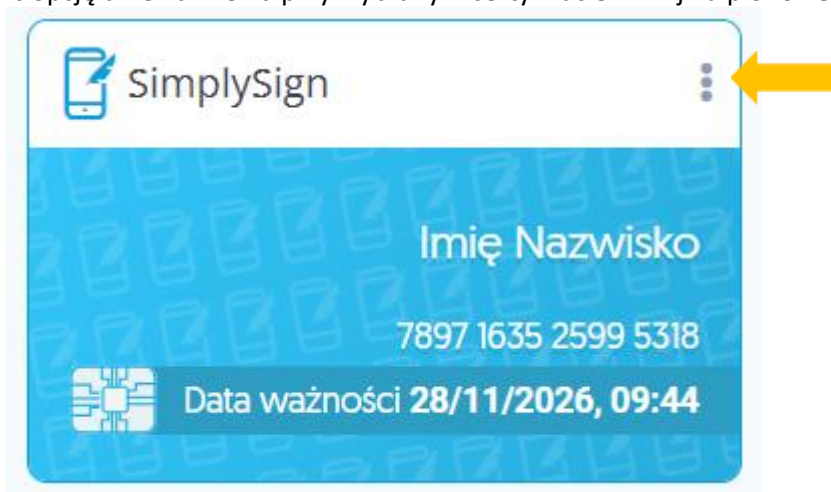 SimplySign
Imię Nazwisko
7897 1635 2599 5318
Data ważności 28/11/2026, 09:44